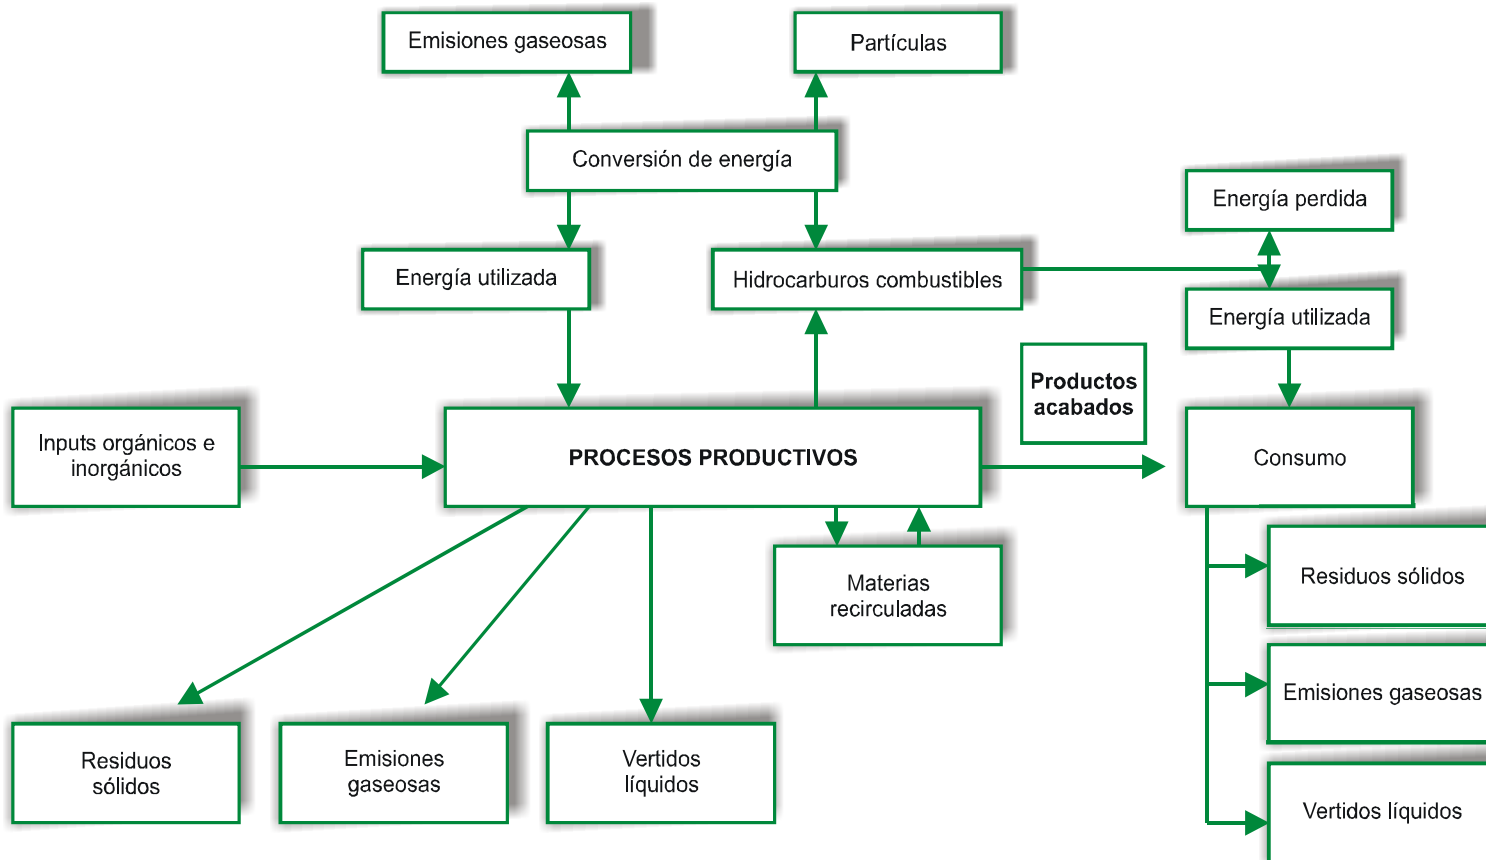 Emisiones gaseosas
Partículas
Conversión de energía
Energía perdida
Energía utilizada
Hidrocarburos combustibles
Energía utilizada
Productos
acabados
Inputs orgánicos e
inorgánicos
PROCESOS PRODUCTIVOS
Consumo
Materias
recirculadas
Residuos sólidos
Emisiones gaseosas
Residuos
sólidos
Emisiones
gaseosas
Vertidos
líquidos
Vertidos líquidos